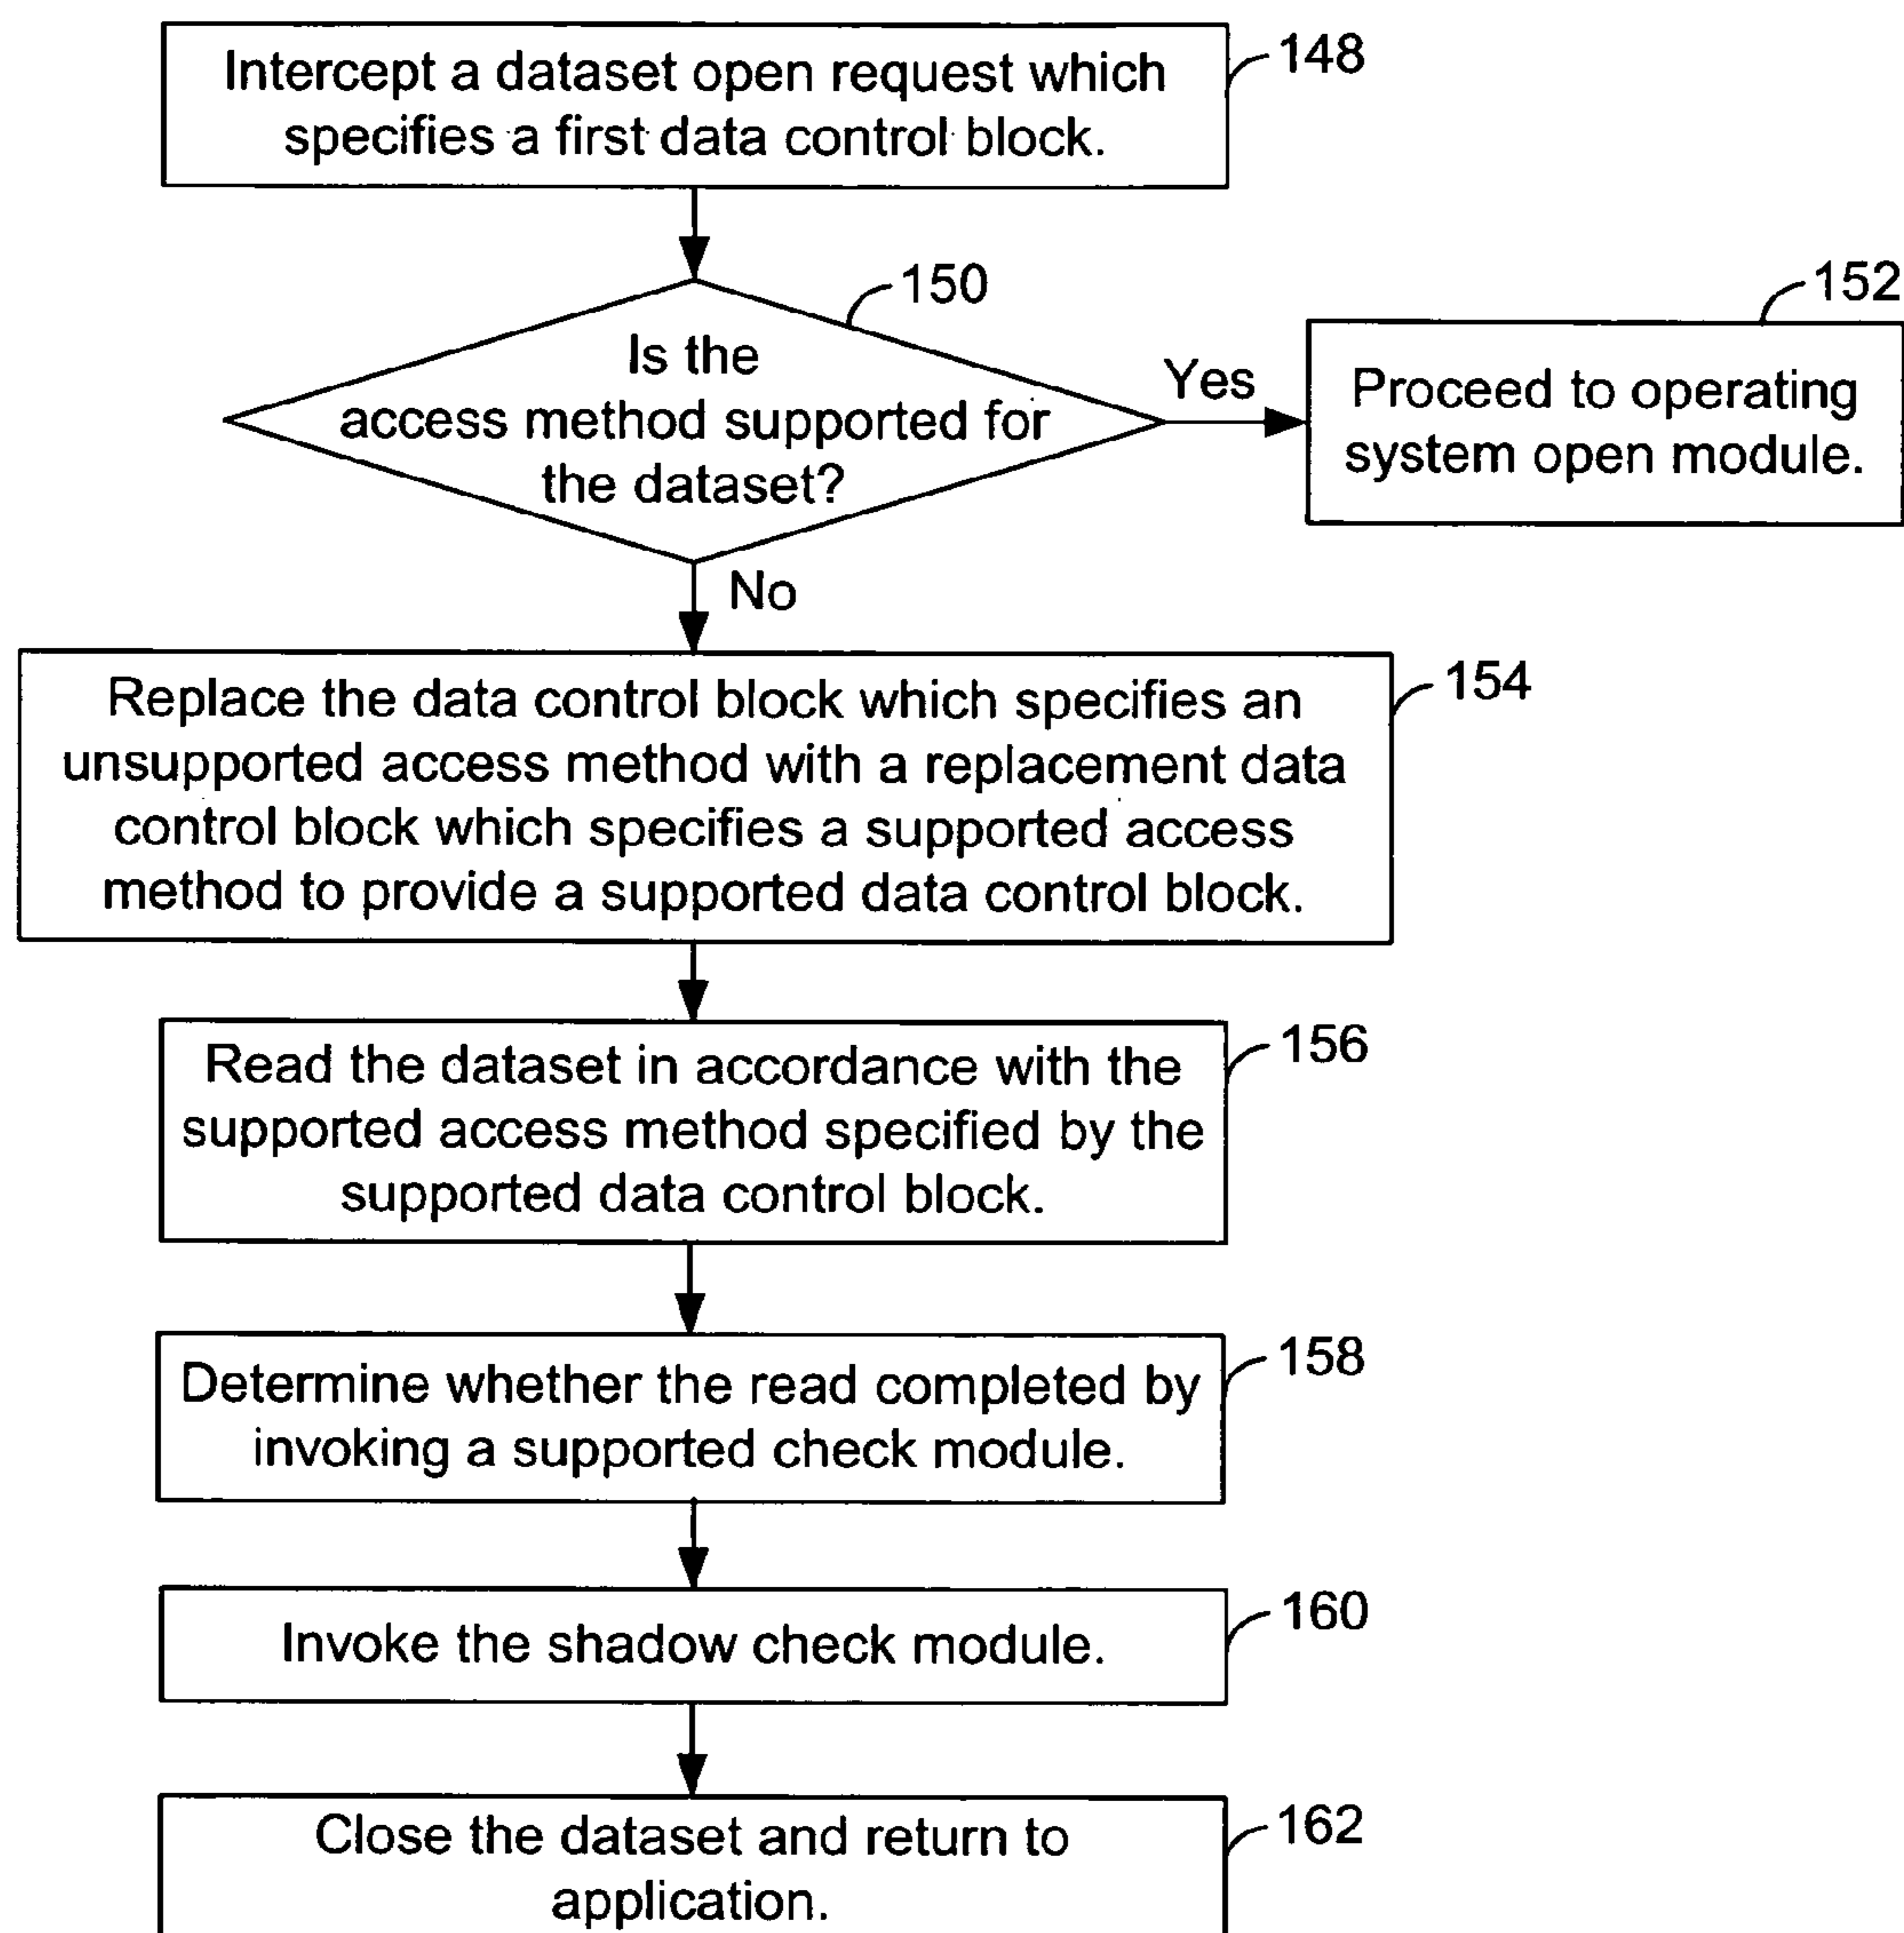 Intercept a dataset open request which
specifies a first data control block.
148
Is the
access method supported for
the dataset?
150
Yes
Proceed to operating
system open module.
152
No
Replace the data control block which specifies an
unsupported access method with a replacement data
control block which specifies a supported access
method to provide a supported data control block.
154
Read the dataset in accordance with the
supported access method specified by the
supported data control block.
156
Determine whether the read completed by
invoking a supported check module.
158
Invoke the shadow check module.
160
Close the dataset and return to
application.
162